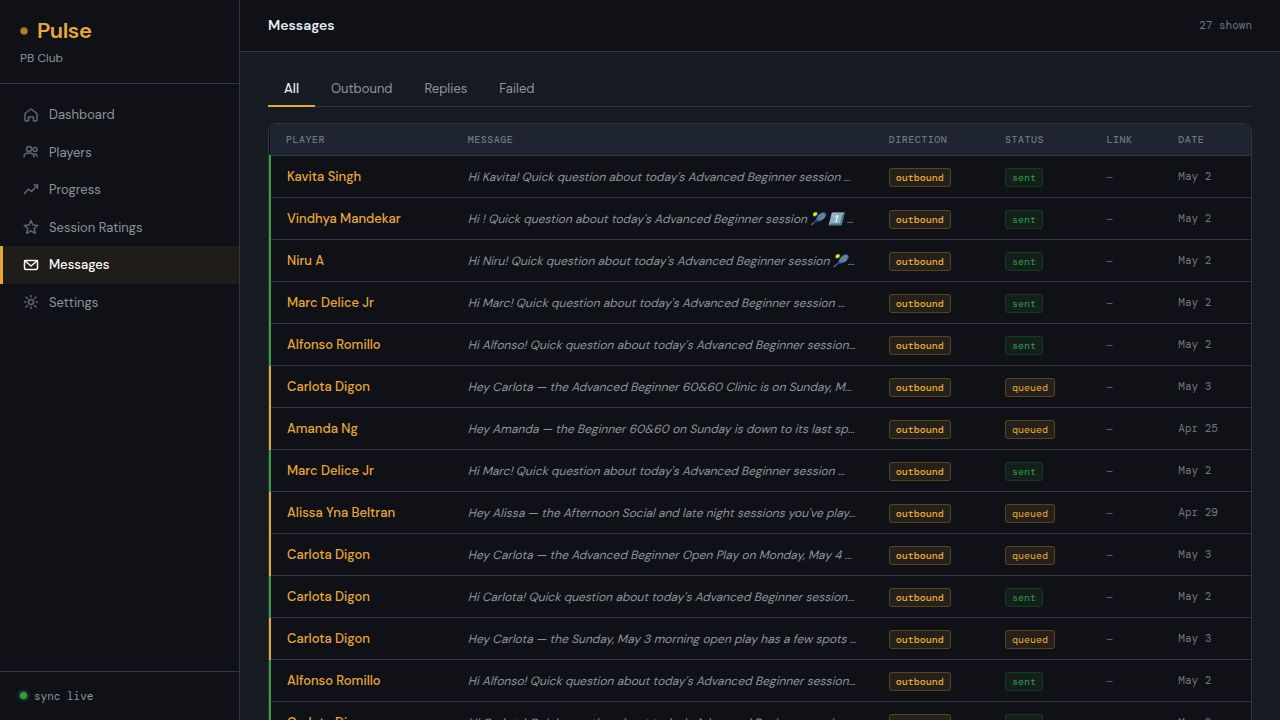 Pulse
PB Club
Dashboard
Players
Progress
Session Ratings
Messages
Settings
sync live
Messages
27 shown
All Outbound Replies Failed
PLAYER MESSAGE DIRECTION STATUS LINK DATE
Kavita Singh Hi Kavita! Quick question about today's Advanced Beginner session … outbound sent — May 2
Vindhya Mandekar Hi ! Quick question about today's Advanced Beginner session 🎾 1️⃣ … outbound sent — May 2
Niru A Hi Niru! Quick question about today's Advanced Beginner session 🎾… outbound sent — May 2
Marc Delice Jr Hi Marc! Quick question about today's Advanced Beginner session … outbound sent — May 2
Alfonso Romillo Hi Alfonso! Quick question about today's Advanced Beginner session… outbound sent — May 2
Carlota Digon Hey Carlota — the Advanced Beginner 60&60 Clinic is on Sunday, M… outbound queued — May 3
Amanda Ng Hey Amanda — the Beginner 60&60 on Sunday is down to its last sp… outbound queued — Apr 25
Marc Delice Jr Hi Marc! Quick question about today's Advanced Beginner session … outbound sent — May 2
Alissa Yna Beltran Hey Alissa — the Afternoon Social and late night sessions you've play… outbound queued — Apr 29
Carlota Digon Hey Carlota — the Advanced Beginner Open Play on Monday, May 4 … outbound queued — May 3
Carlota Digon Hi Carlota! Quick question about today's Advanced Beginner session… outbound sent — May 2
Carlota Digon Hey Carlota — the Sunday, May 3 morning open play has a few spots … outbound queued — May 3
Alfonso Romillo Hi Alfonso! Quick question about today's Advanced Beginner session… outbound sent — May 2